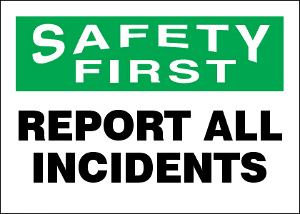 SAFETY
FIRST
REPORT ALL
INCIDENTS